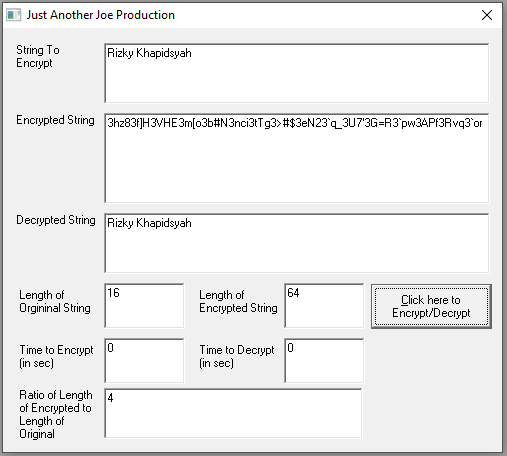 Just Another Joe Production
String To
Encrypt
Rizky Khapidsyah
Encrypted String
3hz83f]H3VHE3m[o3b#N3nci3tTg3>#$3eN23`q_3U7'3G=R3`pw3APf3Rvq3`or
Decrypted String
Rizky Khapidsyah
Length of
Orgininal String
16
Length of
Encrypted String
64
Click here to
Encrypt/Decrypt
Time to Encrypt
(in sec)
0
Time to Decrypt
(in sec)
0
Ratio of Length
of Encrypted to
Length of
Original
4